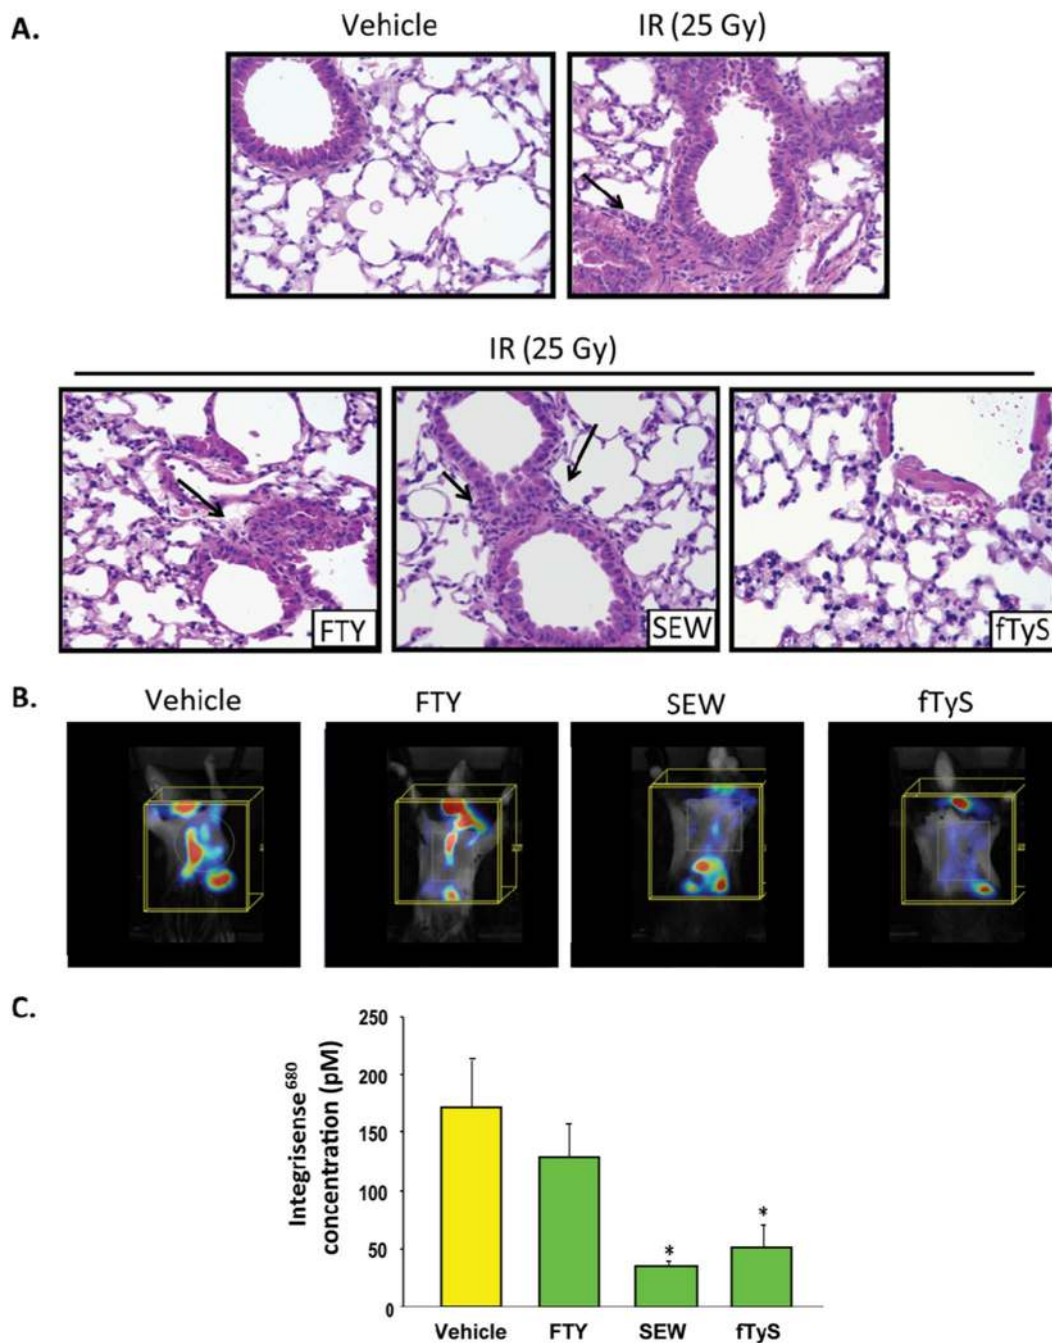 A.
Vehicle IR (25 Gy)
IR (25 Gy)
FTY SEW fTyS
B.
Vehicle FTY SEW fTyS
C.
Integrisense⁶⁸⁰
concentration (pM)
250
200
150
100
50
0
* *
Vehicle FTY SEW fTyS